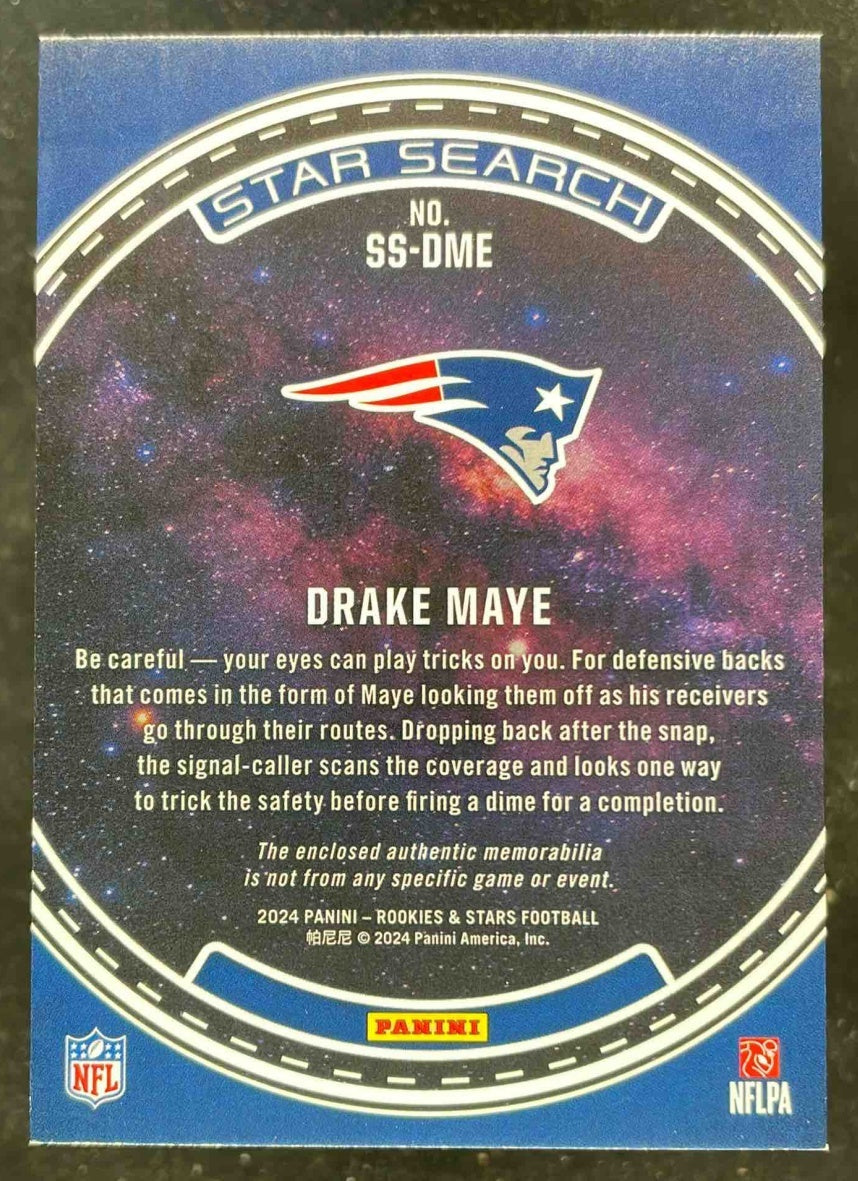 STAR SEARCH
NO.
SS-DME
DRAKE MAYE
Be careful — your eyes can play tricks on you. For defensive backs
that comes in the form of Maye looking them off as his receivers
go through their routes. Dropping back after the snap,
the signal-caller scans the coverage and looks one way
to trick the safety before firing a dime for a completion.
The enclosed authentic memorabilia
is not from any specific game or event.
2024 PANINI – ROOKIES & STARS FOOTBALL
帕尼尼 © 2024 Panini America, Inc.
PANINI
NFL
NFLPA